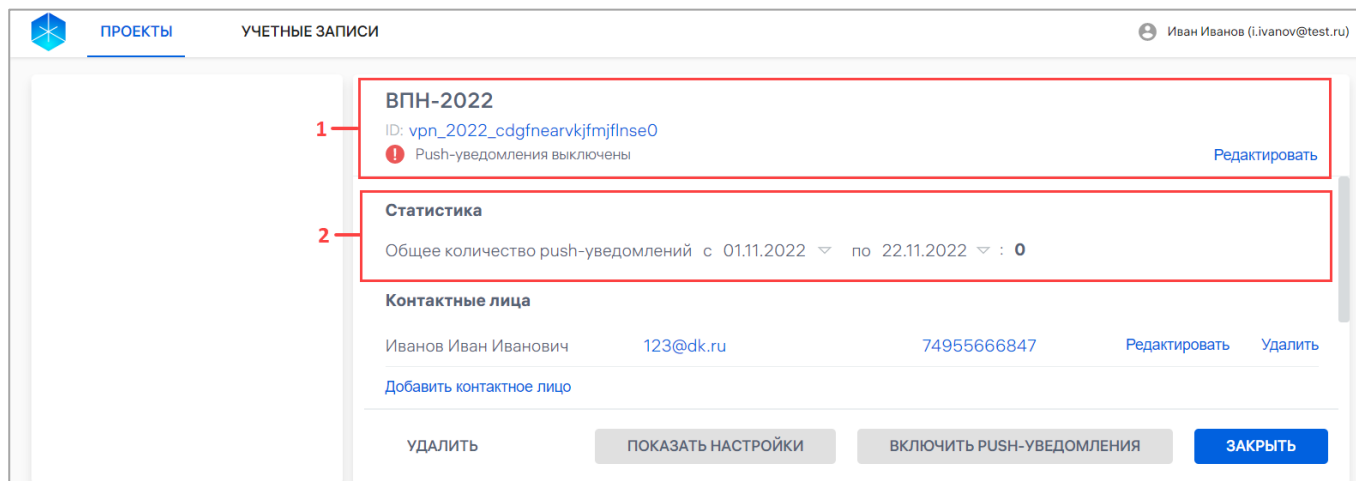 ПРОЕКТЫ УЧЕТНЫЕ ЗАПИСИ Иван Иванов (i.ivanov@test.ru)
ВПН-2022
1
ID: vpn_2022_cdgfnearvkjfmjflnse0
! Push-уведомления выключены Редактировать
Статистика
2
Общее количество push-уведомлений с 01.11.2022 по 22.11.2022 : 0
Контактные лица
Иванов Иван Иванович 123@dk.ru 74955666847 Редактировать Удалить
Добавить контактное лицо
УДАЛИТЬ ПОКАЗАТЬ НАСТРОЙКИ ВКЛЮЧИТЬ PUSH-УВЕДОМЛЕНИЯ ЗАКРЫТЬ